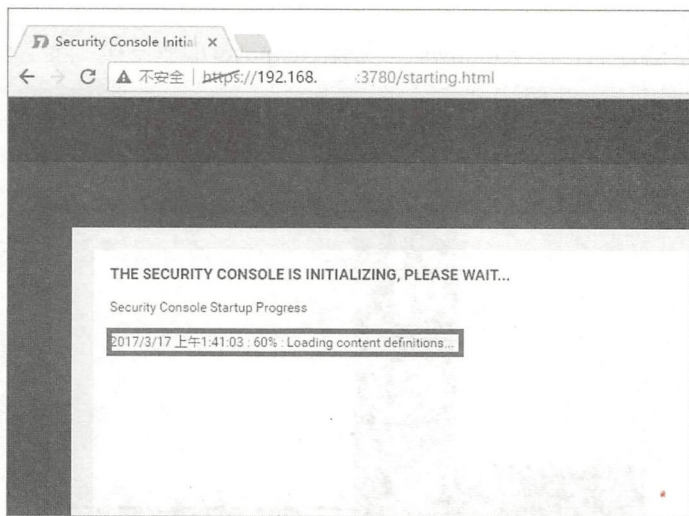 Security Console Initia
不安全 | https://192.168. :3780/starting.html
THE SECURITY CONSOLE IS INITIALIZING, PLEASE WAIT...
Security Console Startup Progress
2017/3/17 上午1:41:03 : 60% : Loading content definitions...